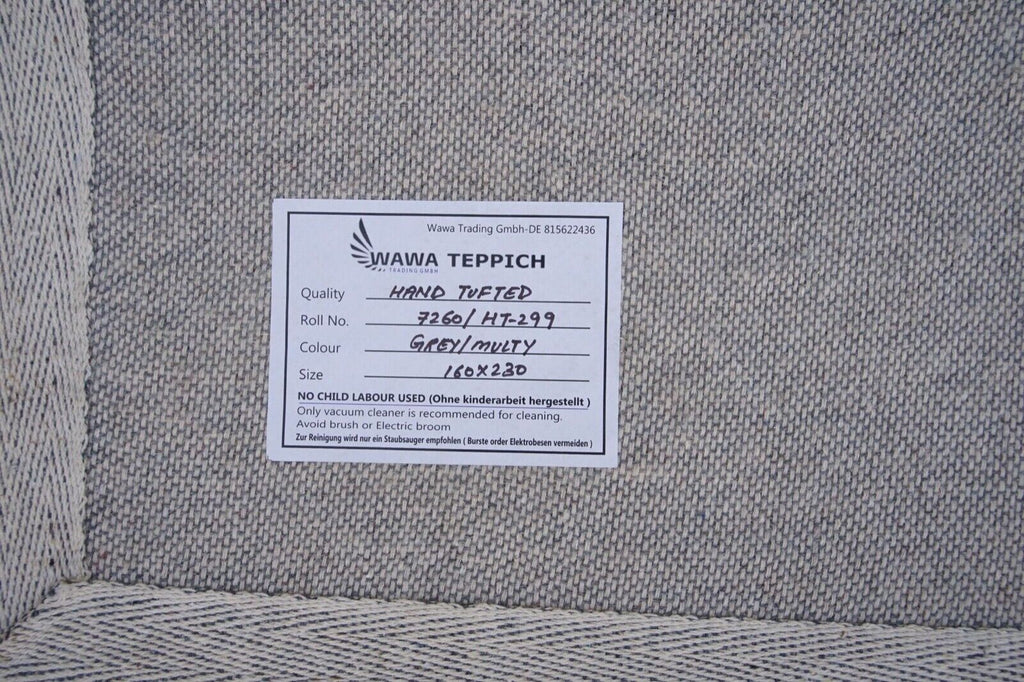 Wawa Trading Gmbh-DE 815622436
WAWA TEPPICH
TRADING GMBH
Quality HAND TUFTED
Roll No. 7260/HT-299
Colour GREY/MULTY
Size 160X230
NO CHILD LABOUR USED (Ohne kinderarbeit hergestellt )
Only vacuum cleaner is recommended for cleaning.
Avoid brush or Electric broom
Zur Reinigung wird nur ein Staubsauger empfohlen ( Burste order Elektrobesen vermeiden )